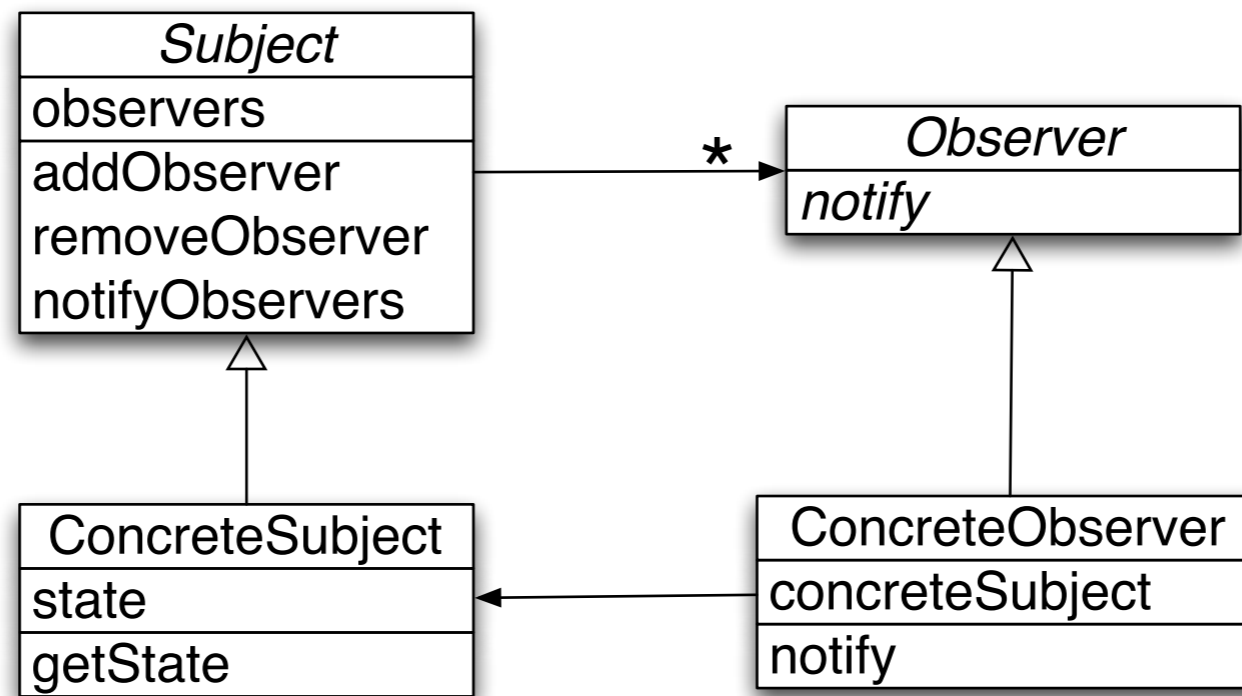 Subject
observers
addObserver
removeObserver
notifyObservers
*
Observer
notify
ConcreteSubject
state
getState
ConcreteObserver
concreteSubject
notify